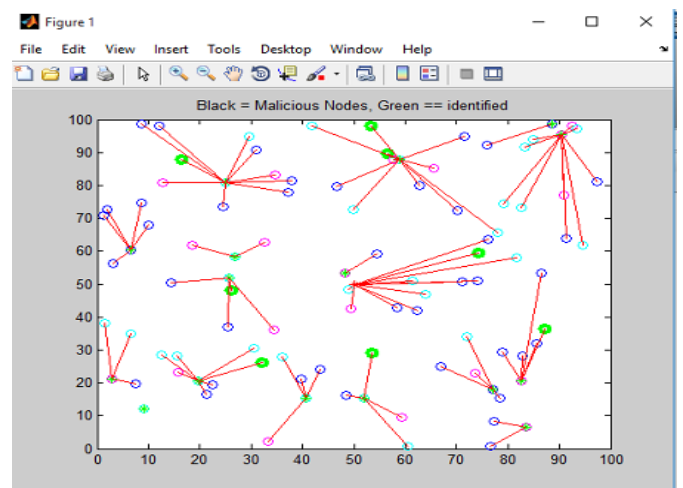 Figure 1
File Edit View Insert Tools Desktop Window Help
Black = Malicious Nodes, Green == identified
100
90
80
70
60
50
40
30
20
10
0
0 10 20 30 40 50 60 70 80 90 100